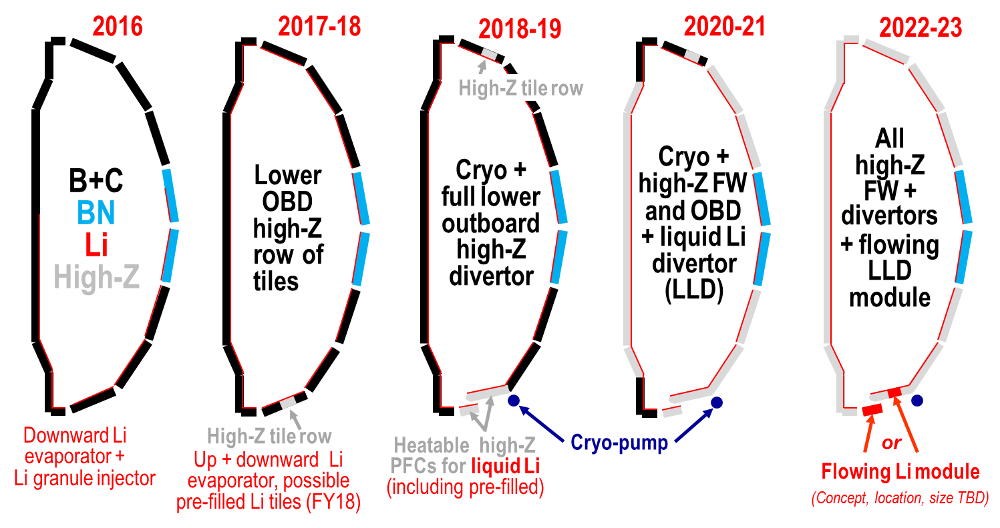 2016
B+C
BN
Li
High-Z
Downward Li
evaporator +
Li granule injector
2017-18
Lower
OBD
high-Z
row of
tiles
High-Z tile row
Up + downward Li
evaporator, possible
pre-filled Li tiles (FY18)
2018-19
High-Z tile row
Cryo +
full lower
outboard
high-Z
divertor
Heatable high-Z
PFCs for liquid Li
(including pre-filled)
Cryo-pump
2020-21
Cryo +
high-Z FW
and OBD
+ liquid Li
divertor
(LLD)
2022-23
All
high-Z
FW +
divertors
+ flowing
LLD
module
or
Flowing Li module
(Concept, location, size TBD)